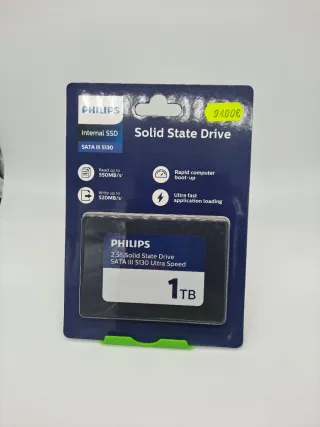 PHILIPS
Internal SSD
SATA III S130
Solid State Drive
9100€
Read up to
550MB/s
Rapid computer
boot-up
Write up to
520MB/s
Ultra fast
application loading
PHILIPS
2.5" Solid State Drive
SATA III S130 Ultra Speed
1TB